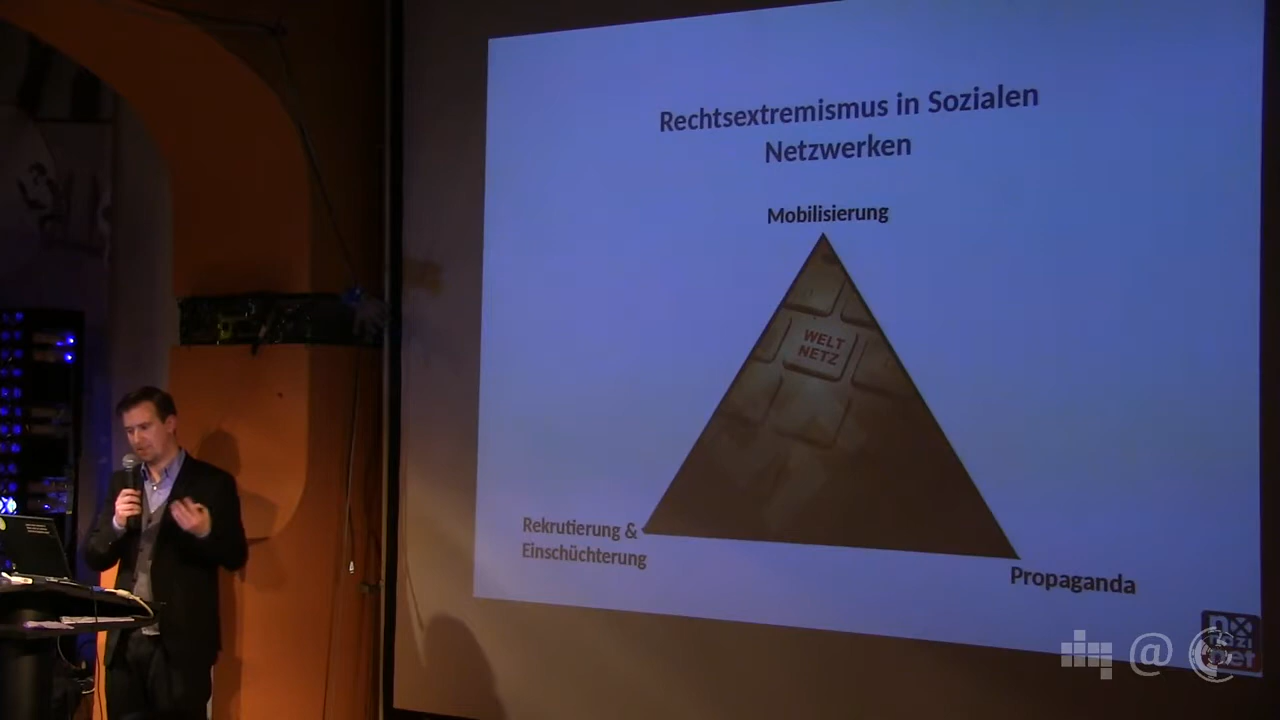 Rechtsextremismus in Sozialen
Netzwerken
Mobilisierung
WELT
NETZ
Rekrutierung &
Einschüchterung
Propaganda
@